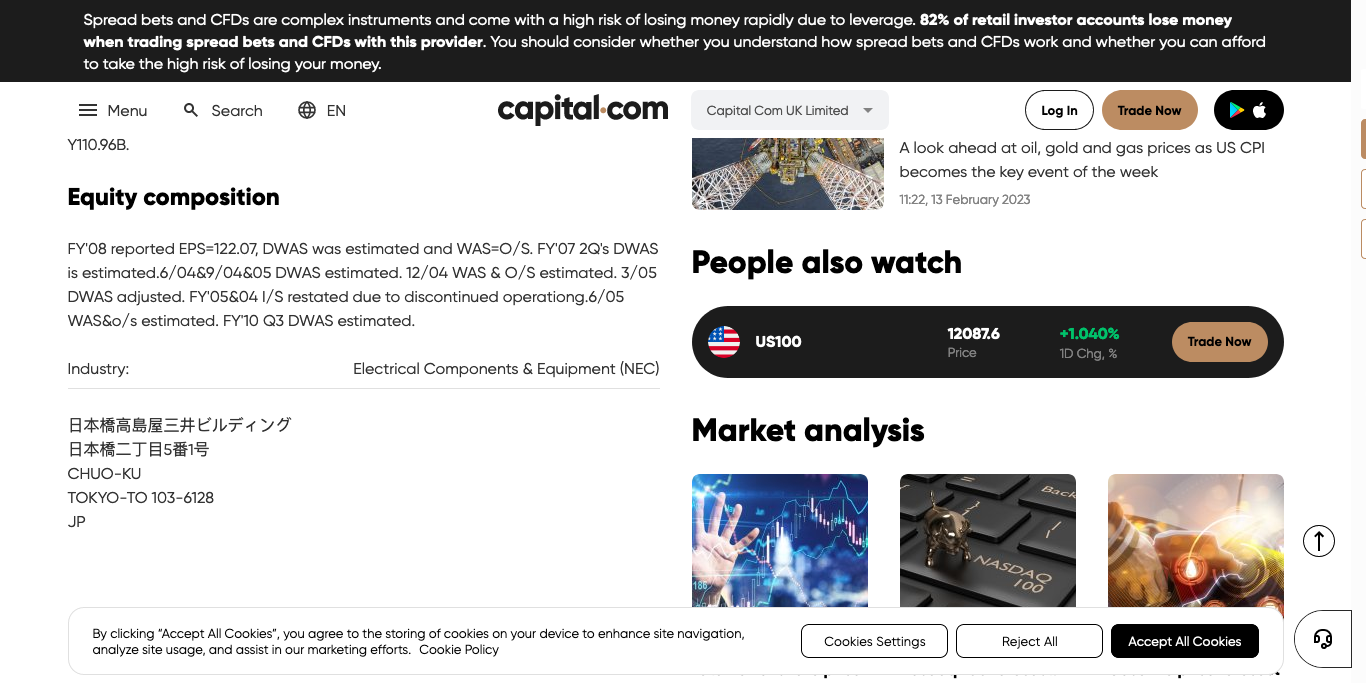 Spread bets and CFDs are complex instruments and come with a high risk of losing money rapidly due to leverage. 82% of retail investor accounts lose money
when trading spread bets and CFDs with this provider. You should consider whether you understand how spread bets and CFDs work and whether you can afford
to take the high risk of losing your money.
Menu
Search
EN
capital.com
Capital Com UK Limited
Log In
Trade Now
Y110.96B.
Equity composition
FY'08 reported EPS=122.07, DWAS was estimated and WAS=O/S. FY'07 2Q's DWAS
is estimated.6/04&9/04&05 DWAS estimated. 12/04 WAS & O/S estimated. 3/05
DWAS adjusted. FY'05&04 I/S restated due to discontinued operationg.6/05
WAS&o/s estimated. FY'10 Q3 DWAS estimated.
Industry:
Electrical Components & Equipment (NEC)
日本橋高島屋三井ビルディング
日本橋二丁目5番1号
CHUO-KU
TOKYO-TO 103-6128
JP
A look ahead at oil, gold and gas prices as US CPI
becomes the key event of the week
11:22, 13 February 2023
People also watch
US100
12087.6
Price
+1.040%
1D Chg, %
Trade Now
Market analysis
186
Back
NASDAQ
100
By clicking “Accept All Cookies”, you agree to the storing of cookies on your device to enhance site navigation,
analyze site usage, and assist in our marketing efforts. Cookie Policy
Cookies Settings
Reject All
Accept All Cookies